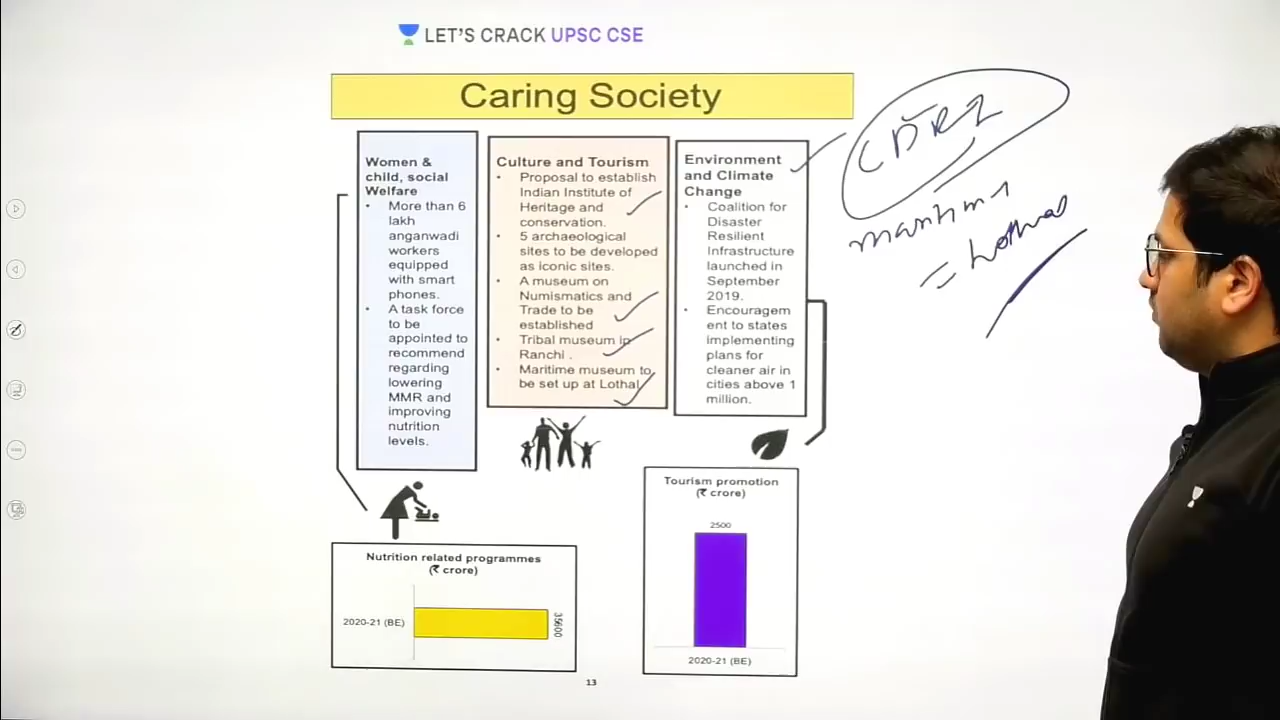 LET'S CRACK UPSC CSE
Caring Society
Women &
child, social
Welfare
• More than 6
lakh
anganwadi
workers
equipped
with smart
phones.
• A task force
to be
appointed to
recommend
regarding
lowering
MMR and
improving
nutrition
levels.
Culture and Tourism
• Proposal to establish
Indian Institute of
Heritage and
conservation.
• 5 archaeological
sites to be developed
as iconic sites.
• A museum on
Numismatics and
Trade to be
established
• Tribal museum in
Ranchi .
• Maritime museum to
be set up at Lothal
Environment
and Climate
Change
• Coalition for
Disaster
Resilient
Infrastructure
launched in
September
2019.
• Encouragem
ent to states
implementing
plans for
cleaner air in
cities above 1
million.
CDRI
= Lothal
Nutrition related programmes
(₹ crore)
2020-21 (BE)
35600
Tourism promotion
(₹ crore)
2500
2020-21 (BE)
13